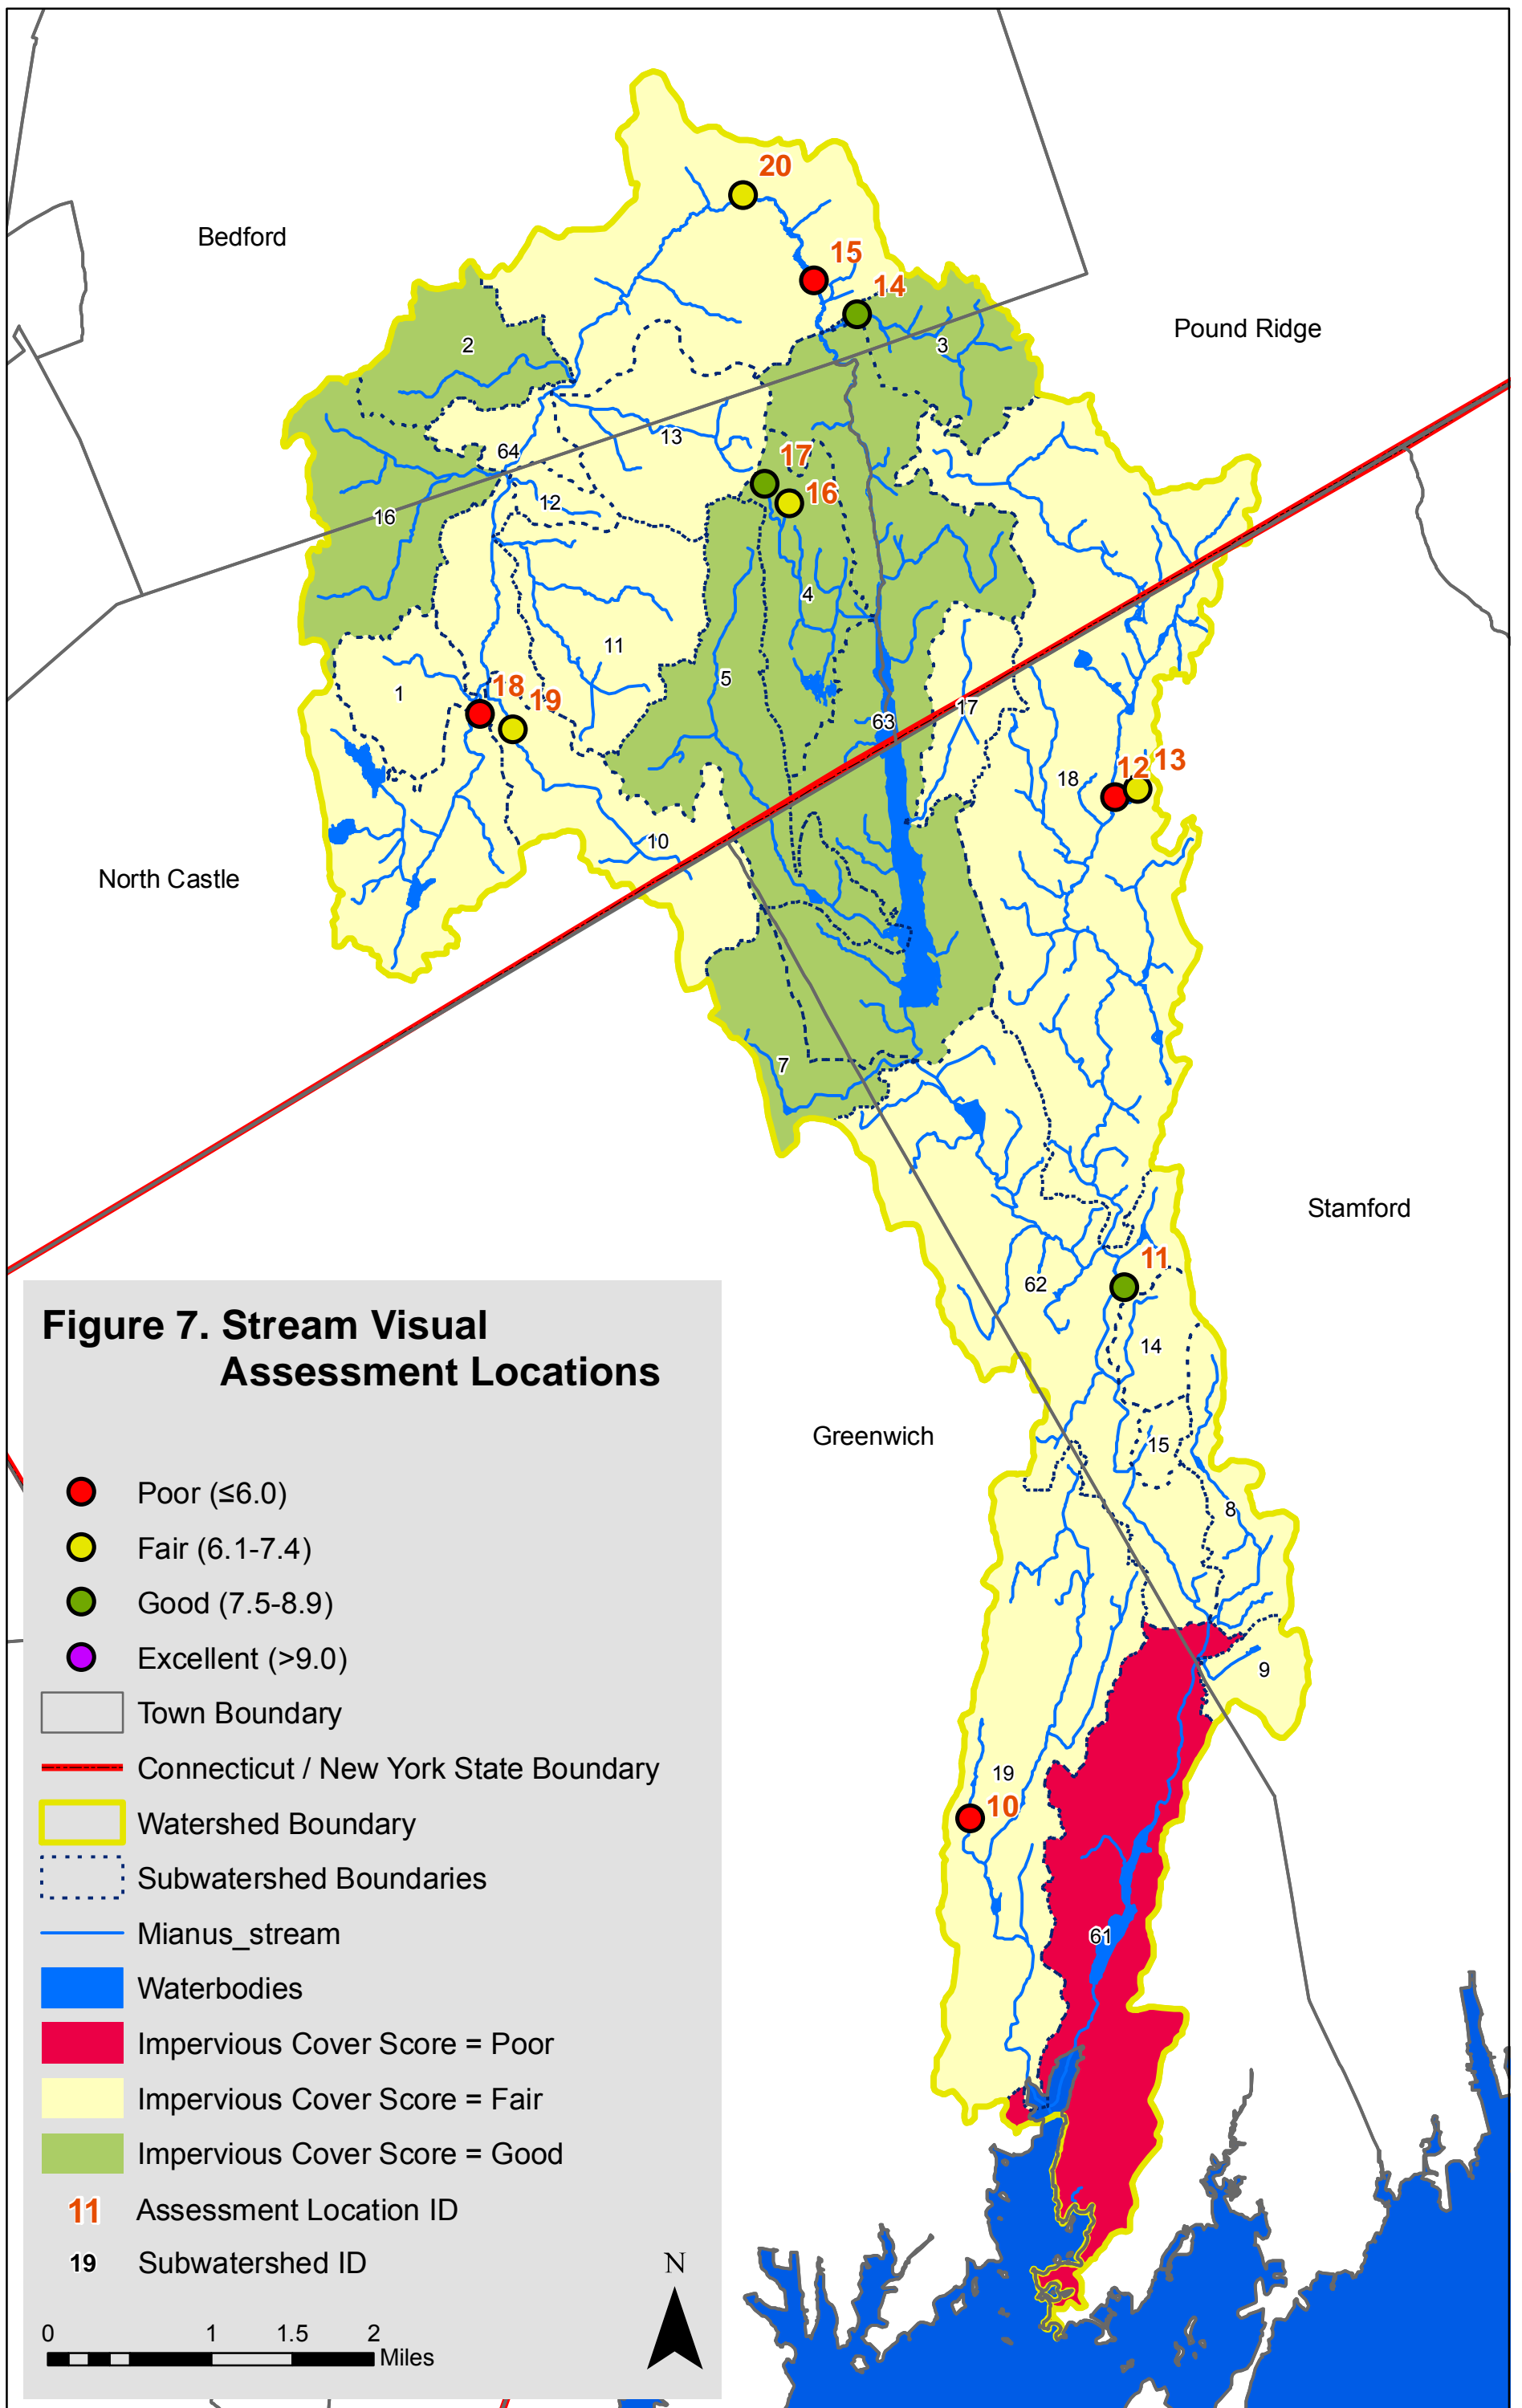 20
Bedford
15
14
Pound Ridge
2
3
13
64
17
16
12
16
4
11
5
1
18
19
63
17
18
12
13
10
North Castle
7
Stamford
11
62
14
Greenwich
15
8
9
19
10
61
Figure 7. Stream Visual
Assessment Locations
Poor (≤6.0)
Fair (6.1-7.4)
Good (7.5-8.9)
Excellent (>9.0)
Town Boundary
Connecticut / New York State Boundary
Watershed Boundary
Subwatershed Boundaries
Mianus_stream
Waterbodies
Impervious Cover Score = Poor
Impervious Cover Score = Fair
Impervious Cover Score = Good
11 Assessment Location ID
19 Subwatershed ID
N
0 1 1.5 2
Miles